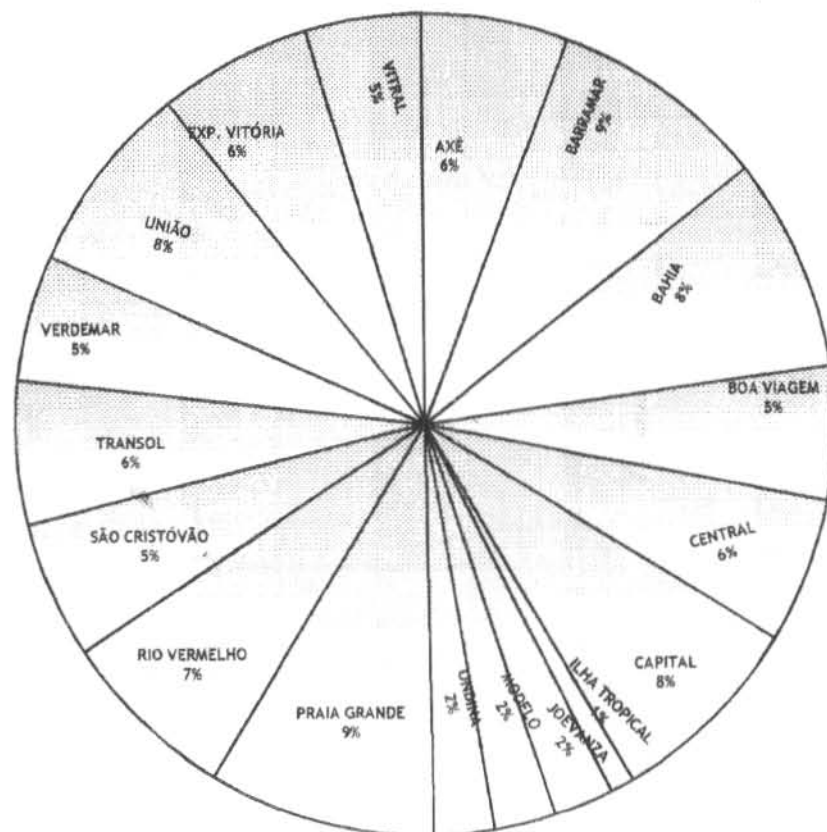 AXÉ
6%
BARRAMAR
9%
BAHIA
8%
BOA VIAGEM
5%
CENTRAL
6%
CAPITAL
8%
ILHA TROPICAL
JOEVANZA
2%
MODELO
2%
UNDINA
2%
PRAIA GRANDE
9%
RIO VERMELHO
7%
SÃO CRISTÓVÃO
5%
TRANSOL
6%
VERDEMAR
5%
UNIÃO
8%
EXP. VITÓRIA
6%
VITRAL
5%